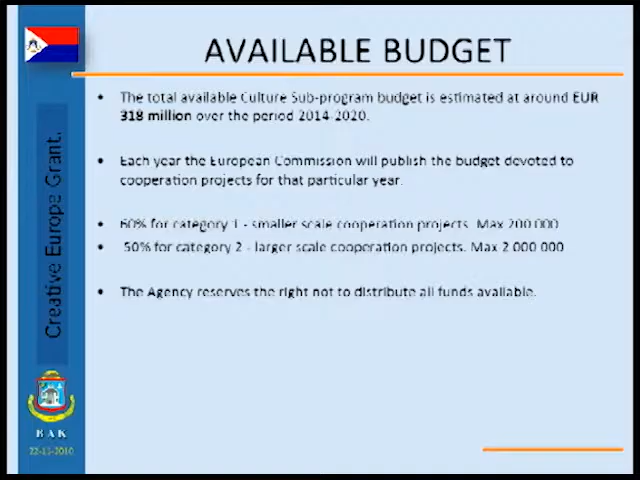 AVAILABLE BUDGET
• The total available Culture Sub-program budget is estimated at around EUR
318 million over the period 2014-2020.
• Each year the European Commission will publish the budget devoted to
cooperation projects for that particular year.
• 60% for category 1 - smaller scale cooperation projects. Max 200 000
• 50% for category 2 - larger scale cooperation projects. Max 2 000 000
• The Agency reserves the right not to distribute all funds available.
Creative Europe Grant.
BAK
22-11-2010